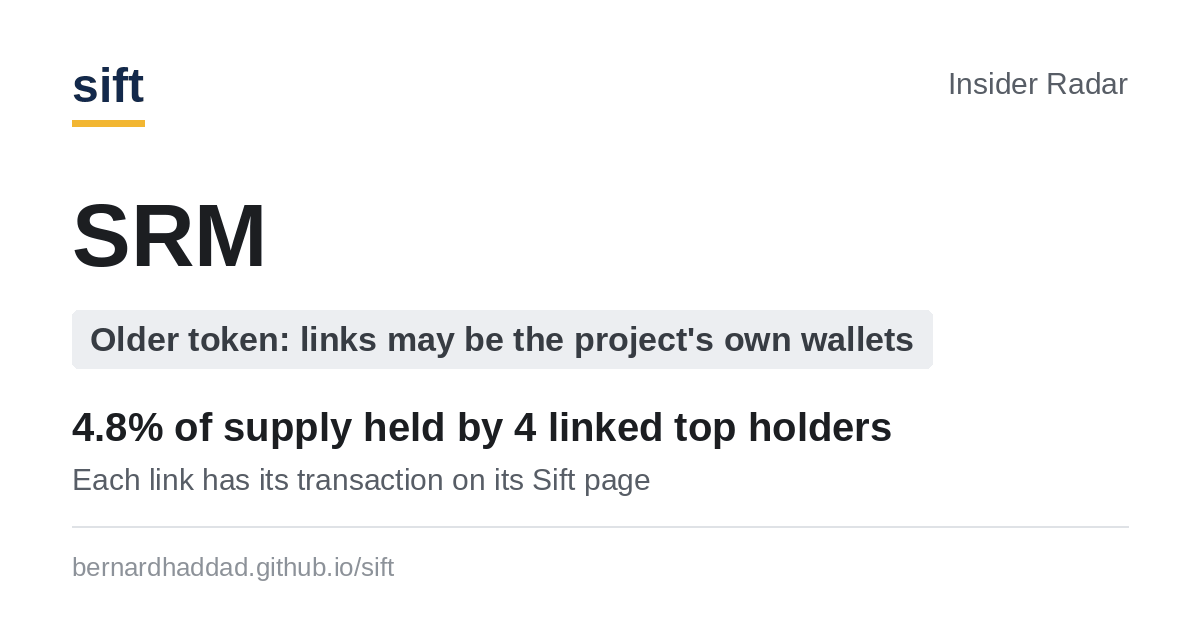 sift
Insider Radar
SRM
Older token: links may be the project's own wallets
4.8% of supply held by 4 linked top holders
Each link has its transaction on its Sift page
bernardhaddad.github.io/sift